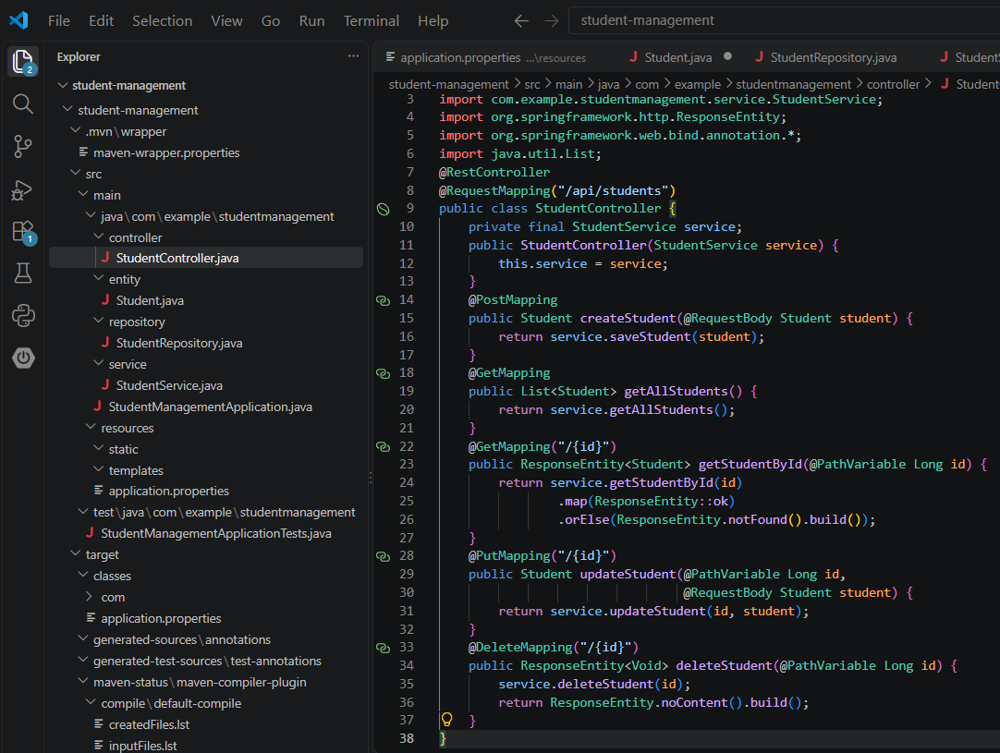 File Edit Selection View Go Run Terminal Help
student-management
Explorer
student-management
student-management
.mvn\wrapper
maven-wrapper.properties
src
main
java\com\example\studentmanagement
controller
StudentController.java
entity
Student.java
repository
StudentRepository.java
service
StudentService.java
StudentManagementApplication.java
resources
static
templates
application.properties
test\java\com\example\studentmanagement
StudentManagementApplicationTests.java
target
classes
com
application.properties
generated-sources\annotations
generated-test-sources\test-annotations
maven-status\maven-compiler-plugin
compile\default-compile
createdFiles.lst
inputFiles.lst
2
1
application.properties ...\resources Student.java StudentRepository.java
student-management > src > main > java > com > example > studentmanagement > controller > Student
3 import com.example.studentmanagement.service.StudentService;
4 import org.springframework.http.ResponseEntity;
5 import org.springframework.web.bind.annotation.*;
6 import java.util.List;
7 @RestController
8 @RequestMapping("/api/students")
9 public class StudentController {
10 private final StudentService service;
11 public StudentController(StudentService service) {
12 this.service = service;
13 }
14 @PostMapping
15 public Student createStudent(@RequestBody Student student) {
16 return service.saveStudent(student);
17 }
18 @GetMapping
19 public List<Student> getAllStudents() {
20 return service.getAllStudents();
21 }
22 @GetMapping("/{id}")
23 public ResponseEntity<Student> getStudentById(@PathVariable Long id) {
24 return service.getStudentById(id)
25 .map(ResponseEntity::ok)
26 .orElse(ResponseEntity.notFound().build());
27 }
28 @PutMapping("/{id}")
29 public Student updateStudent(@PathVariable Long id,
30 @RequestBody Student student) {
31 return service.updateStudent(id, student);
32 }
33 @DeleteMapping("/{id}")
34 public ResponseEntity<Void> deleteStudent(@PathVariable Long id) {
35 service.deleteStudent(id);
36 return ResponseEntity.noContent().build();
37 }
38 }